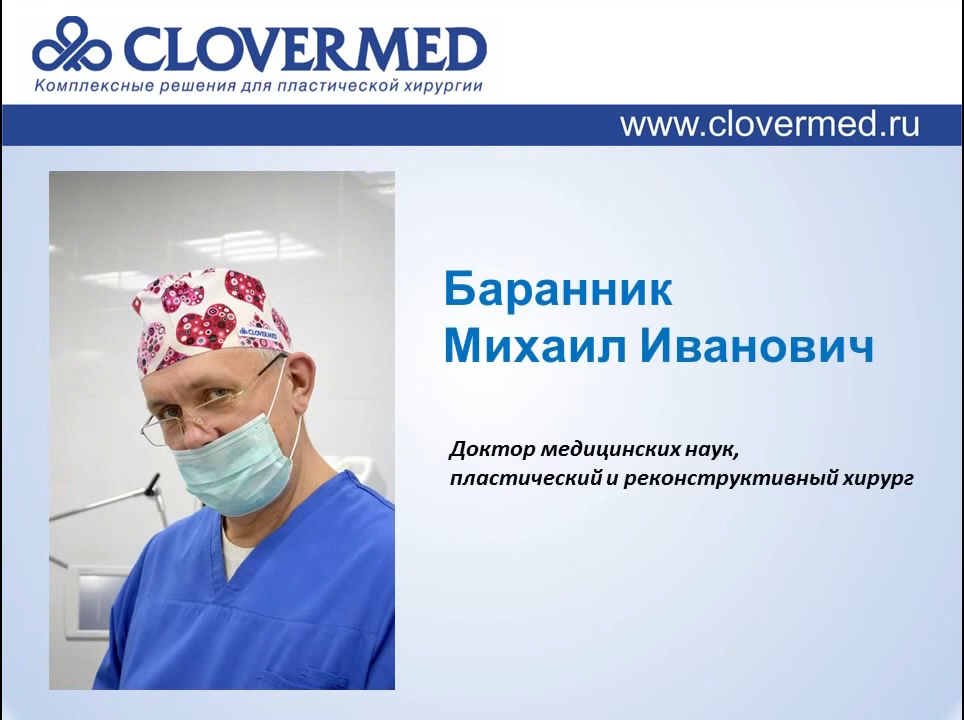 CLOVERMED
Комплексные решения для пластической хирургии
www.clovermed.ru
CLOVERMED
Баранник
Михаил Иванович
Доктор медицинских наук,
пластический и реконструктивный хирург